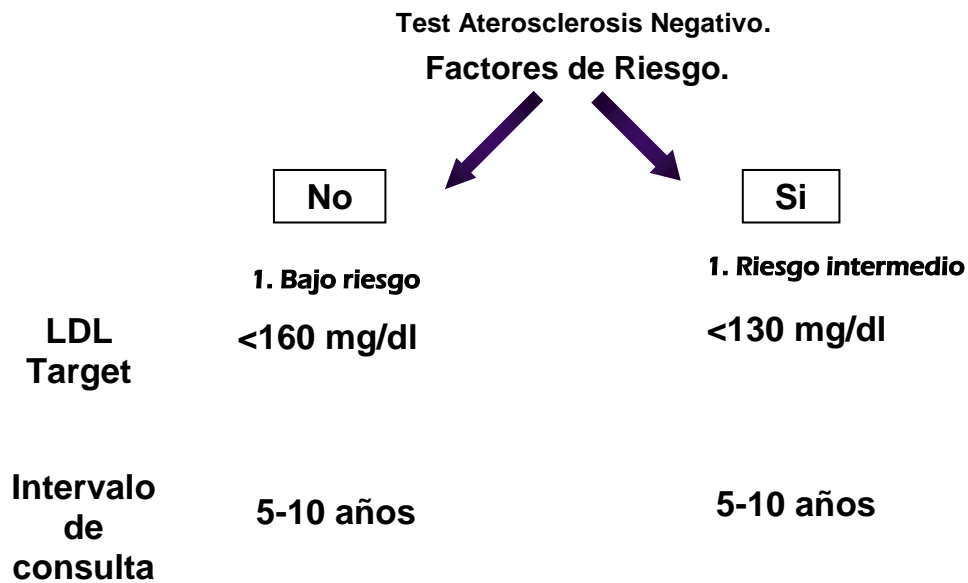 Test Aterosclerosis Negativo.
Factores de Riesgo.
No
Si
1. Bajo riesgo
1. Riesgo intermedio
LDL
Target
<160 mg/dl
<130 mg/dl
Intervalo
de
consulta
5-10 años
5-10 años